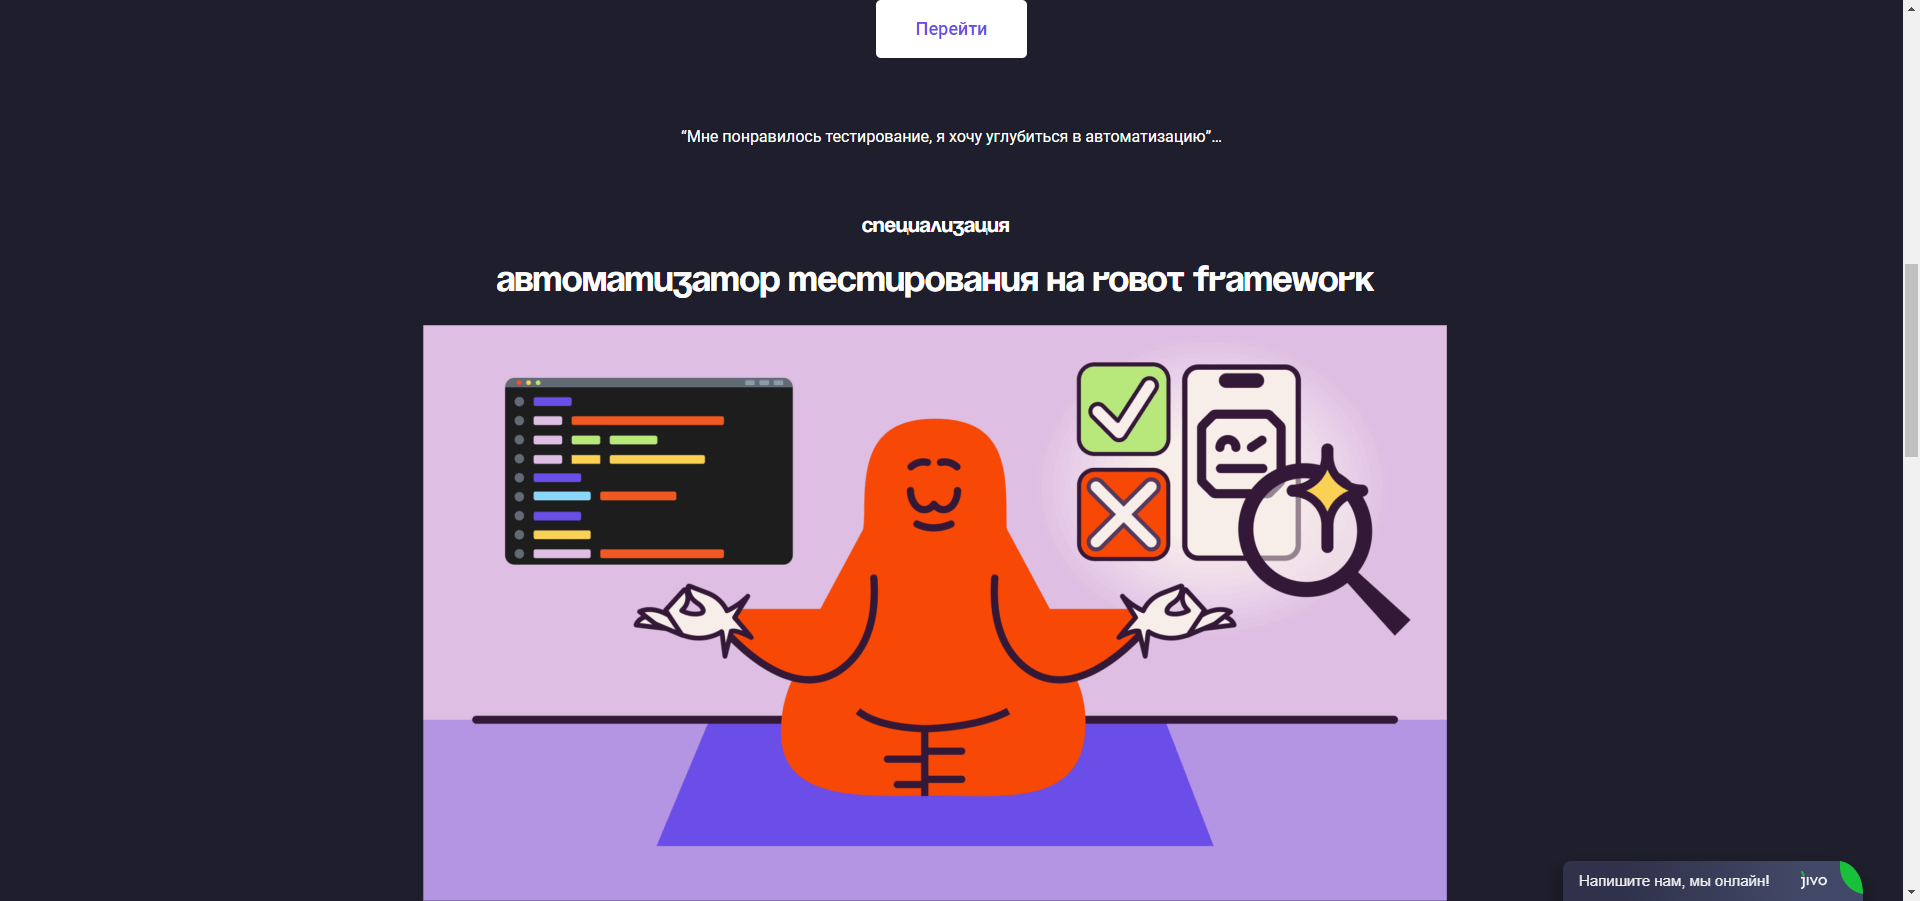 Перейти
“Мне понравилось тестирование, я хочу углубиться в автоматизацию”...
специализация
автоматизатор тестирования на robot framework
Напишите нам, мы онлайн! jivo